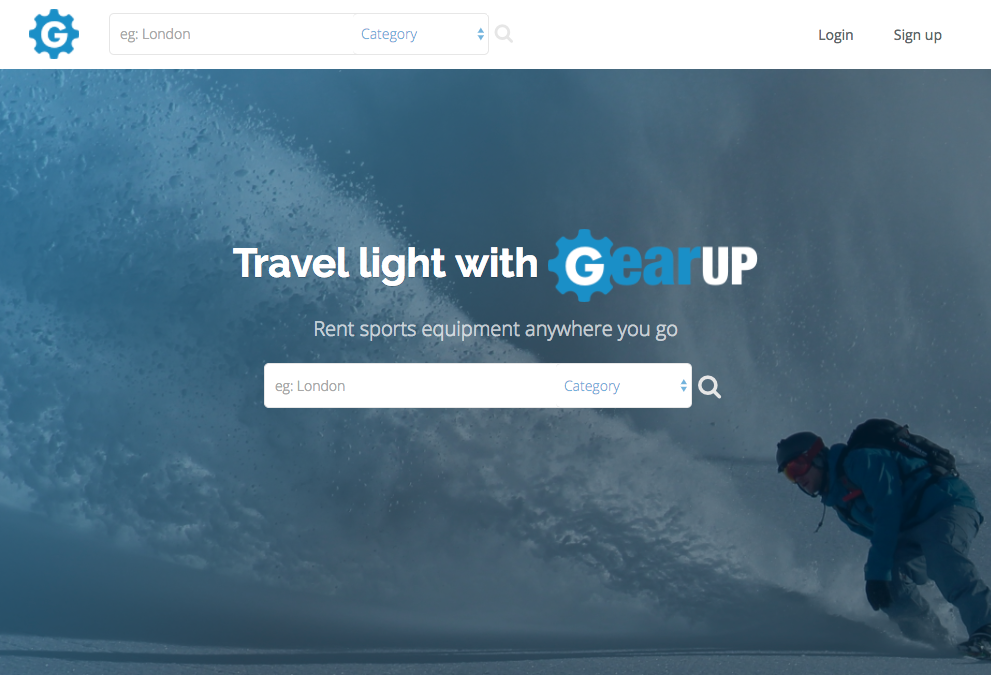 G eg: London Category Login Sign up
Travel light with GearUP
Rent sports equipment anywhere you go
eg: London Category